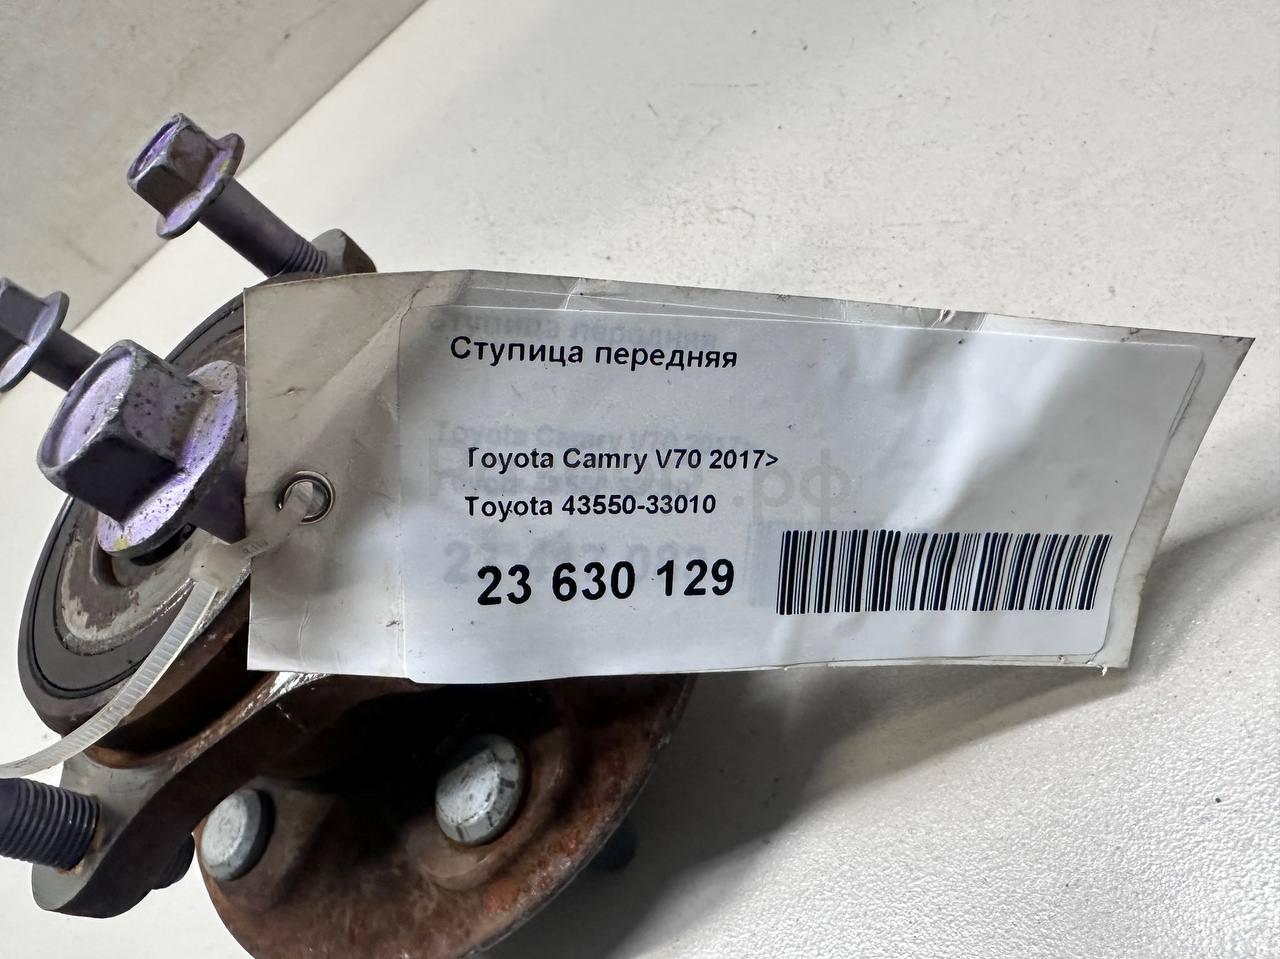 Ступица передняя
Toyota Camry V70 2017>
Toyota 43550-33010
23 630 129